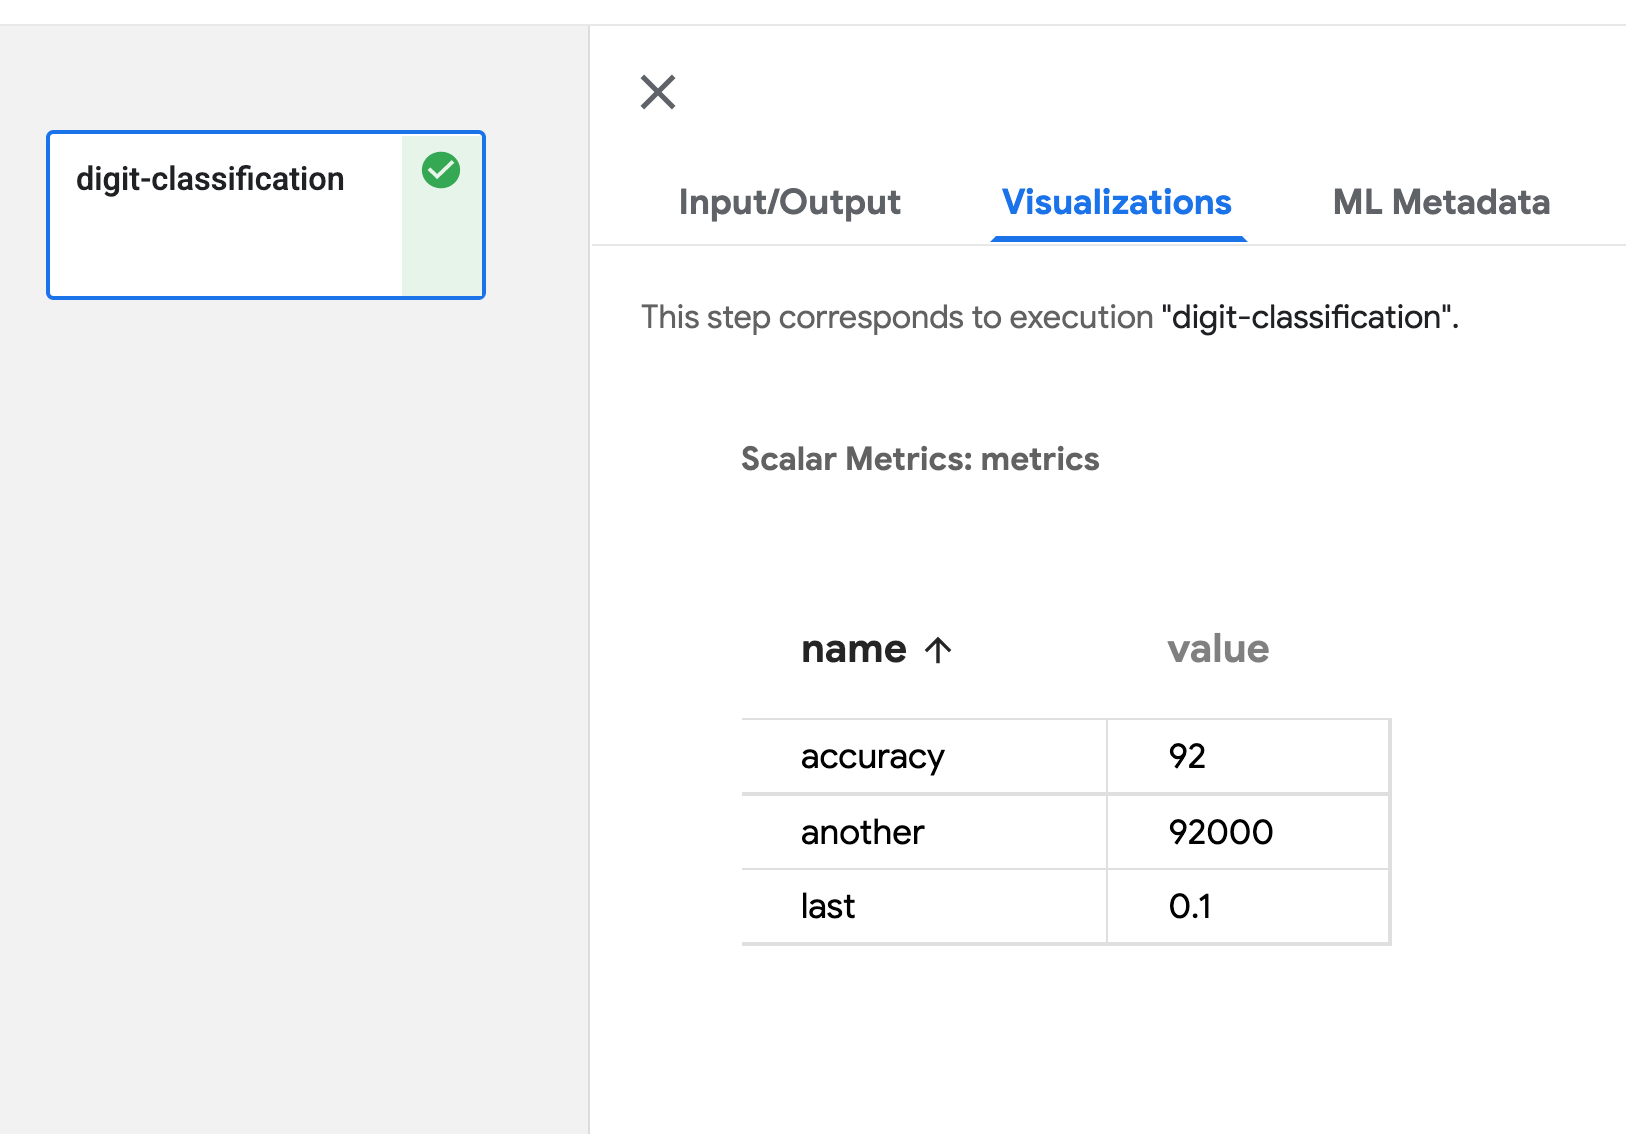 digit-classification
Input/Output Visualizations ML Metadata
This step corresponds to execution "digit-classification".
Scalar Metrics: metrics
name ↑ value
accuracy 92
another 92000
last 0.1